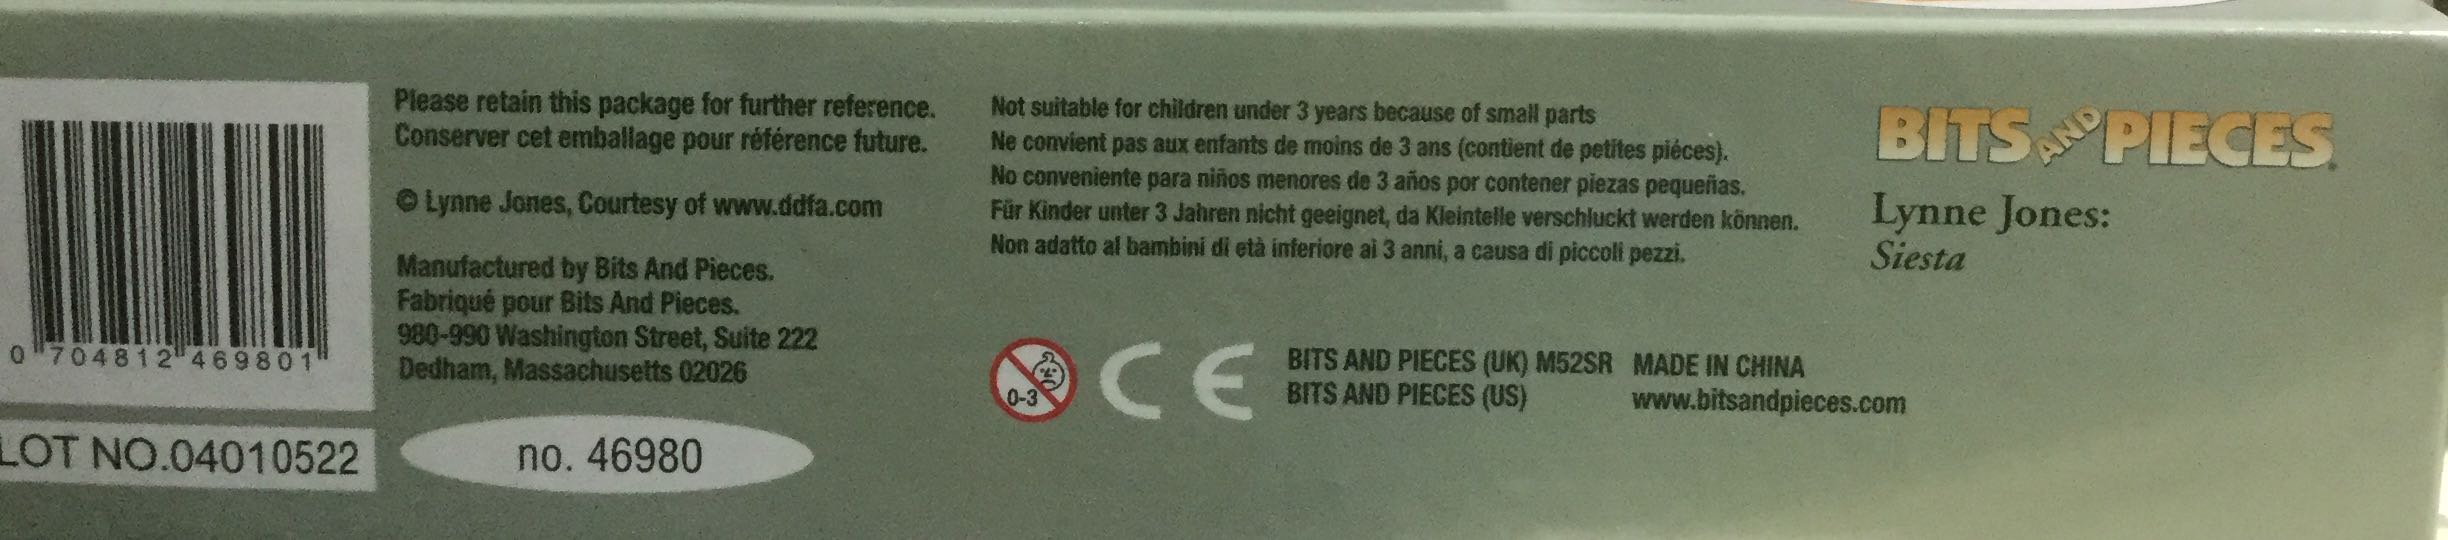 0 704812 469801
LOT NO.04010522
Please retain this package for further reference.
Conserver cet emballage pour référence future.
© Lynne Jones, Courtesy of www.ddfa.com
Manufactured by Bits And Pieces.
Fabriqué pour Bits And Pieces.
980-990 Washington Street, Suite 222
Dedham, Massachusetts 02026
no. 46980
Not suitable for children under 3 years because of small parts
Ne convient pas aux enfants de moins de 3 ans (contient de petites piéces).
No conveniente para niños menores de 3 años por contener piezas pequeñas.
Für Kinder unter 3 Jahren nicht geeignet, da Kleinteile verschluckt werden können.
Non adatto al bambini di età inferiore ai 3 anni, a causa di piccoli pezzi.
0-3
CE
BITS AND PIECES (UK) M52SR MADE IN CHINA
BITS AND PIECES (US) www.bitsandpieces.com
BITS AND PIECES®
Lynne Jones:
Siesta